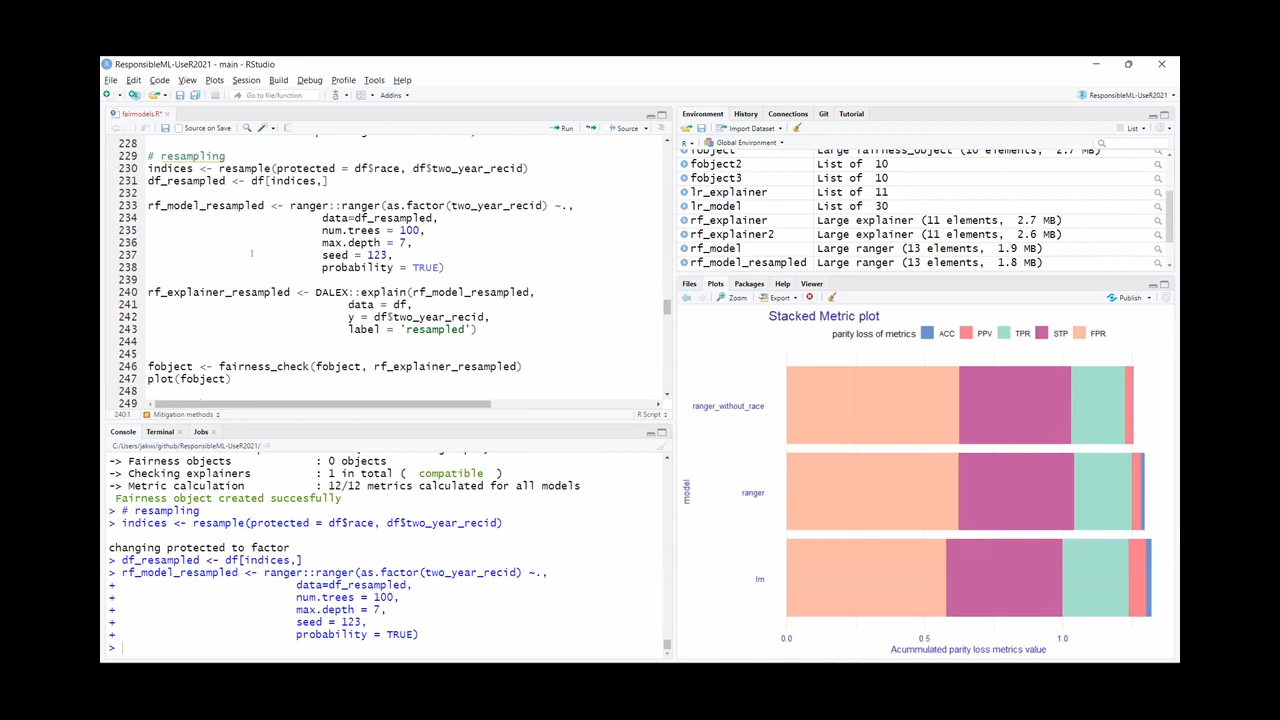 ResponsibleML-UseR2021 - main - RStudio
File Edit Code View Plots Session Build Debug Profile Tools Help
Go to file/function Addins ResponsibleML-UseR2021
fairmodels.R*
Source on Save Run Source
228
229 # resampling
230 indices <- resample(protected = df$race, df$two_year_recid)
231 df_resampled <- df[indices,]
232
233 rf_model_resampled <- ranger::ranger(as.factor(two_year_recid) ~.,
234 data=df_resampled,
235 num.trees = 100,
236 max.depth = 7,
237 seed = 123,
238 probability = TRUE)
239
240 rf_explainer_resampled <- DALEX::explain(rf_model_resampled,
241 data = df,
242 y = df$two_year_recid,
243 label = 'resampled')
244
245
246 fobject <- fairness_check(fobject, rf_explainer_resampled)
247 plot(fobject)
248
249
240:1 Mitigation methods R Script
Console Terminal Jobs
C:/Users/jakwi/github/ResponsibleML-UseR2021/
-> Fairness objects : 0 objects
-> Checking explainers : 1 in total ( compatible )
-> Metric calculation : 12/12 metrics calculated for all models
Fairness object created succesfully
> # resampling
> indices <- resample(protected = df$race, df$two_year_recid)
changing protected to factor
> df_resampled <- df[indices,]
> rf_model_resampled <- ranger::ranger(as.factor(two_year_recid) ~.,
+ data=df_resampled,
+ num.trees = 100,
+ max.depth = 7,
+ seed = 123,
+ probability = TRUE)
>
Environment History Connections Git Tutorial
Import Dataset List
R Global Environment
fobject Large fairness_object (10 elements, 2.7 MB)
fobject2 List of 10
fobject3 List of 10
lr_explainer List of 11
lr_model List of 30
rf_explainer Large explainer (11 elements, 2.7 MB)
rf_explainer2 Large explainer (11 elements, 2.6 MB)
rf_model Large ranger (13 elements, 1.9 MB)
rf_model_resampled Large ranger (13 elements, 1.8 MB)
Files Plots Packages Help Viewer
Zoom Export Publish
Stacked Metric plot
parity loss of metrics ACC PPV TPR STP FPR
ranger_without_race
ranger
lm
model
0.0 0.5 1.0
Acummulated parity loss metrics value